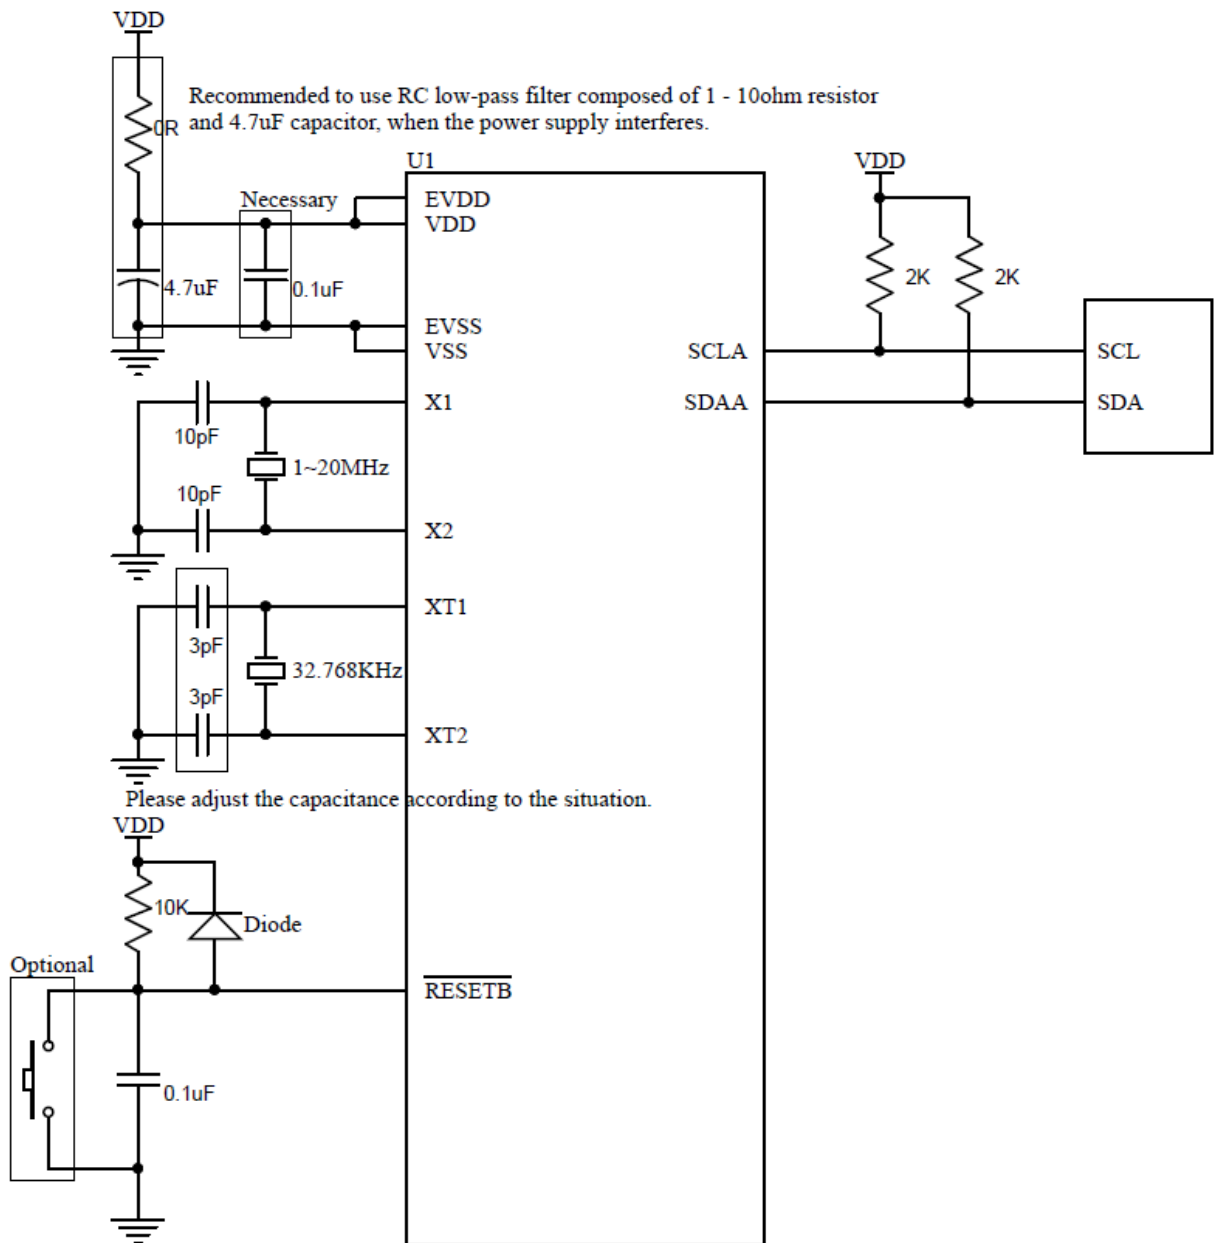 VDD
Recommended to use RC low-pass filter composed of 1 - 10ohm resistor
0R
and 4.7uF capacitor, when the power supply interferes.
U1
VDD
Necessary
EVDD
VDD
2K
2K
4.7uF
0.1uF
EVSS
VSS
SCLA
SCL
X1
SDAA
SDA
10pF
1~20MHz
10pF
X2
XT1
3pF
32.768KHz
3pF
XT2
Please adjust the capacitance according to the situation.
VDD
10K
Diode
Optional
RESETB
0.1uF